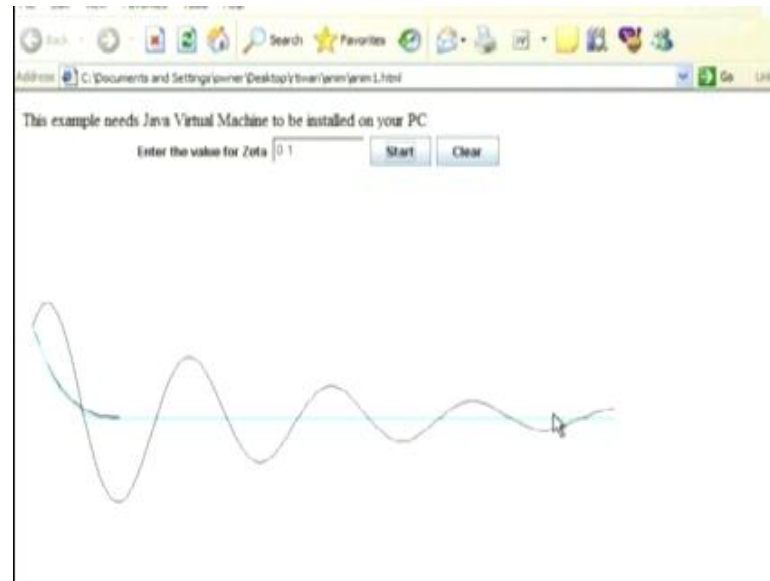 Back Search Favorites
Address C:\Documents and Settings\owner\Desktop\tiwari\anim\anim1.html Go
This example needs Java Virtual Machine to be installed on your PC
Enter the value for Zeta 0.1 Start Clear